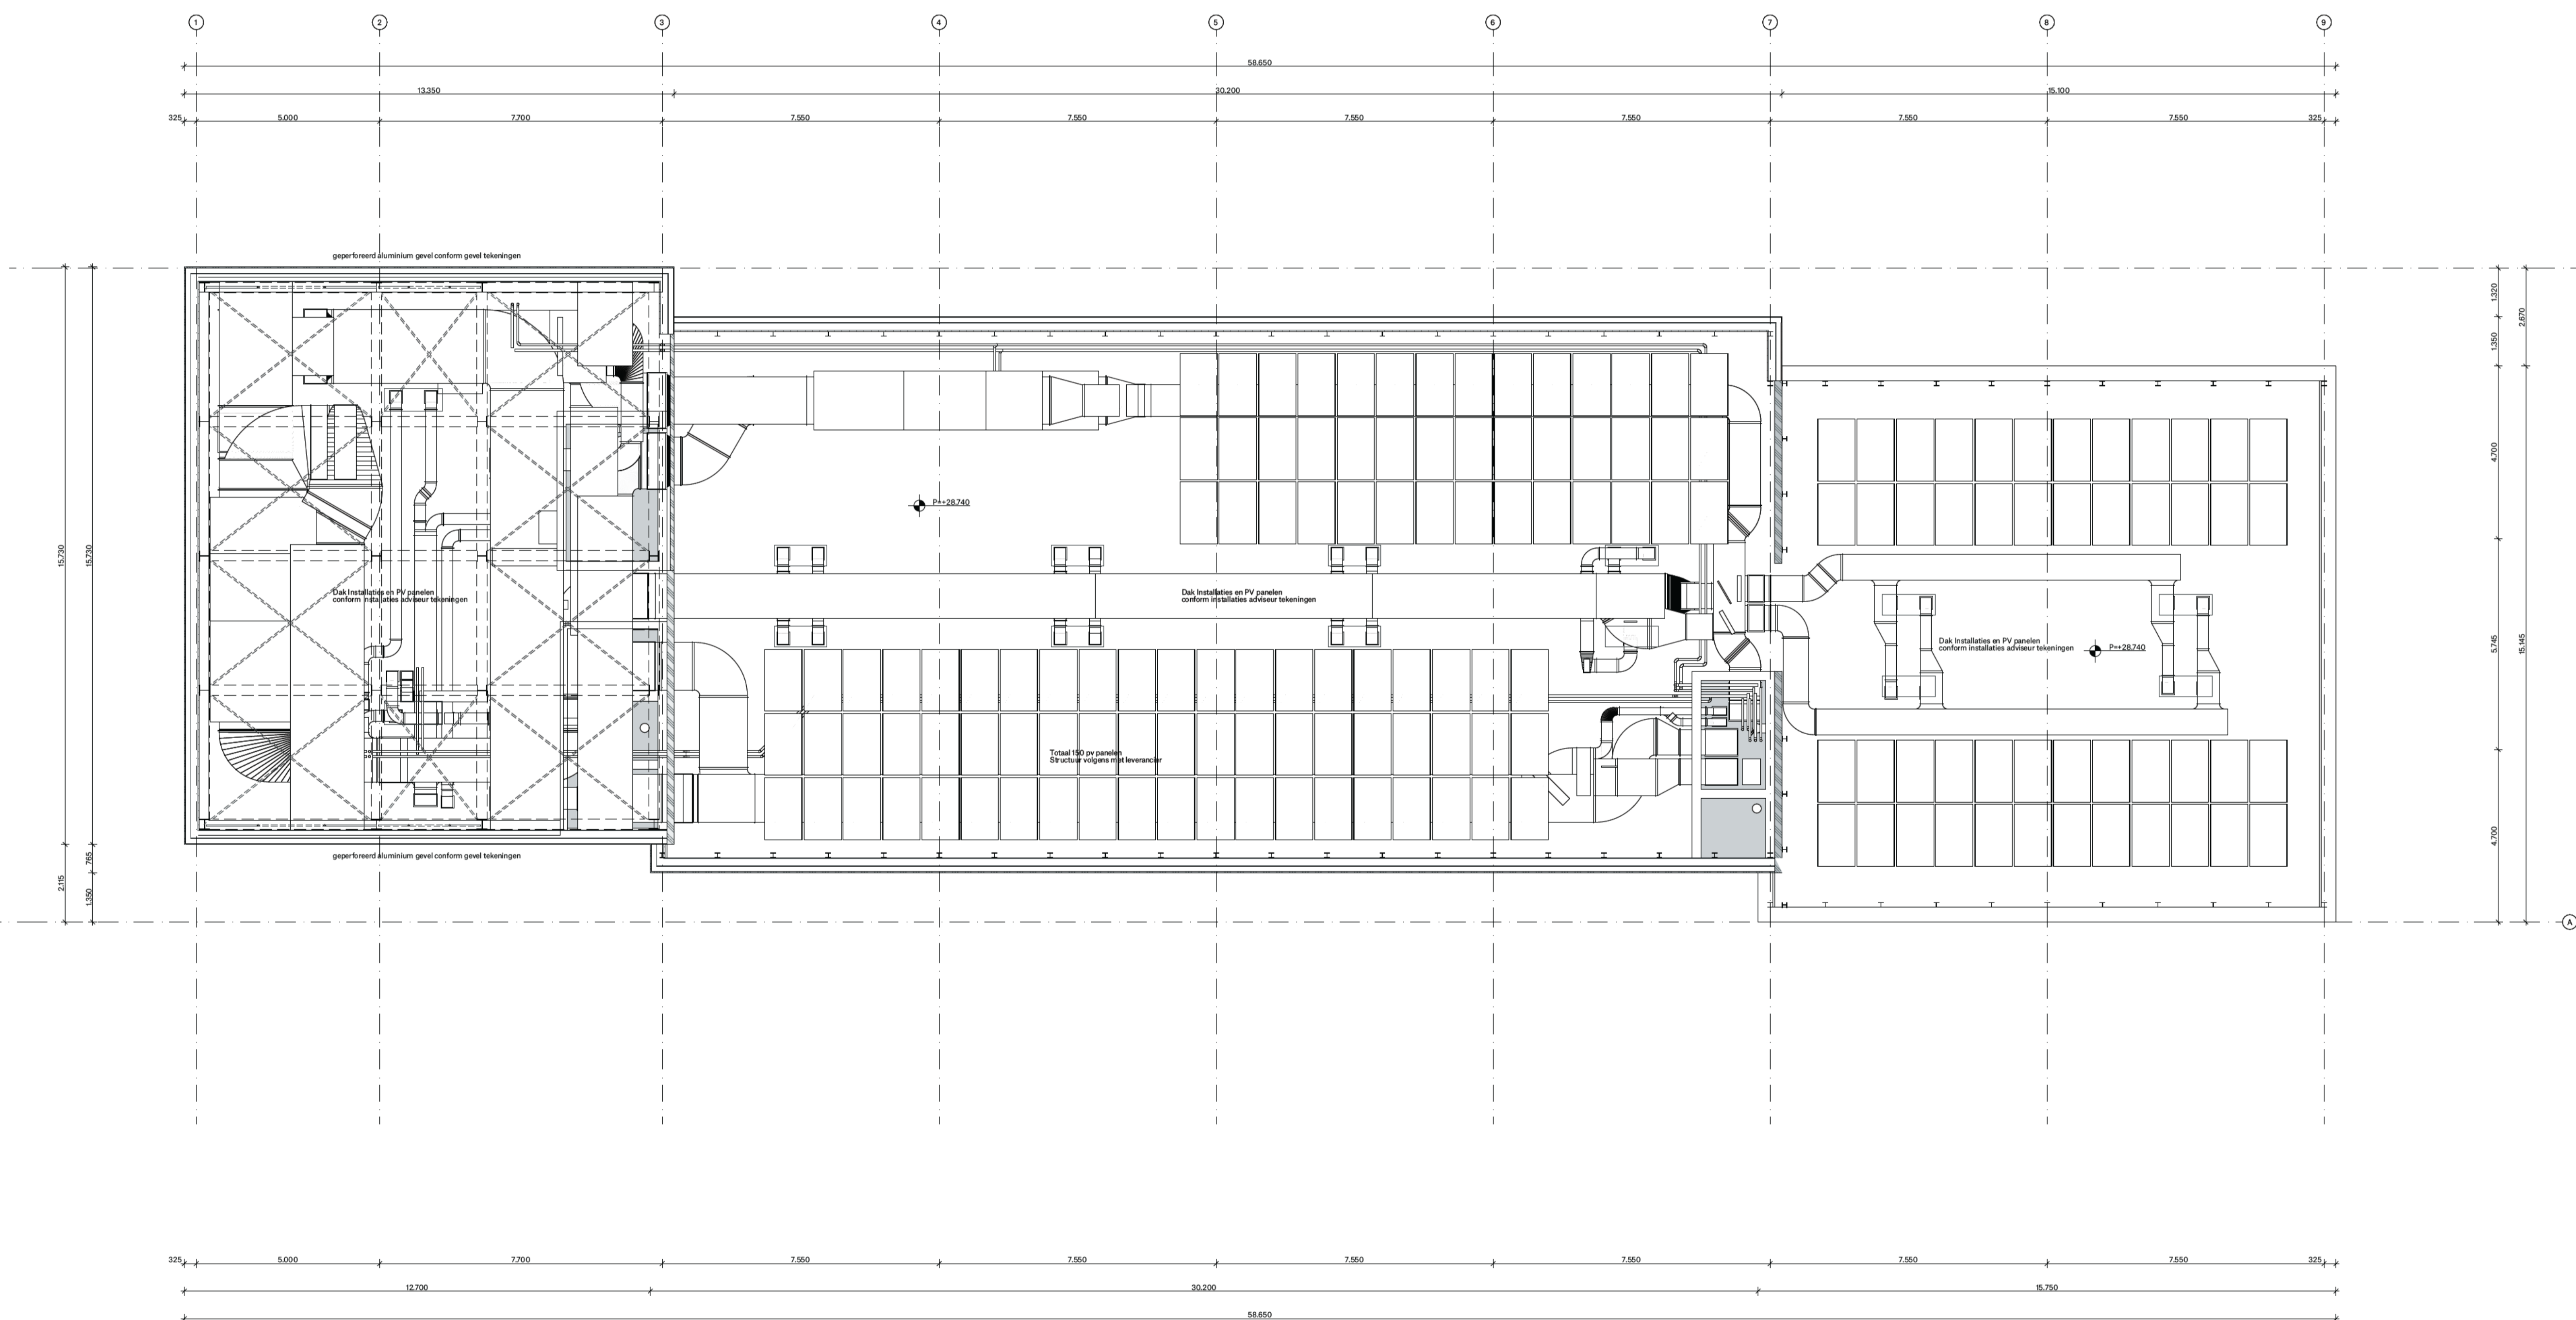 1 2 3 4 5 6 7 8 9
58.650
13.350 30.200 15.100
325 5.000 7.700 7.550 7.550 7.550 7.550 7.550 7.550 325
geperforeerd aluminium gevel conform gevel tekeningen
1.320
2.670
1.350
4.700
P=+28.740
15.730
15.730
Dak Installaties en PV panelen
conform installaties adviseur tekeningen
Dak Installaties en PV panelen
conform installaties adviseur tekeningen
Dak Installaties en PV panelen
conform installaties adviseur tekeningen
P=+28.740
5.745
15.145
Totaal 150 pv panelen
Structuur volgens met leverancier
geperforeerd aluminium gevel conform gevel tekeningen
765
4.700
2.115
1.350
A
325 5.000 7.700 7.550 7.550 7.550 7.550 7.550 7.550 325
12.700 30.200 15.750
58.650